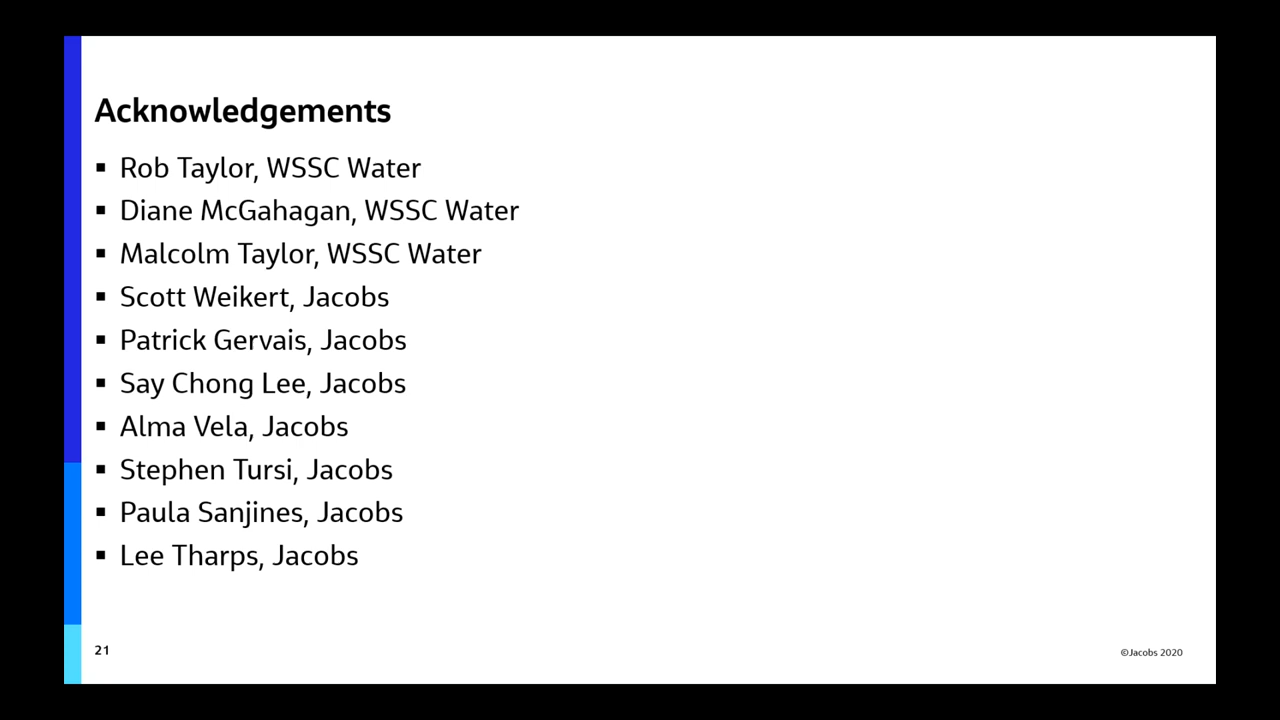 Acknowledgements
▪ Rob Taylor, WSSC Water
▪ Diane McGahagan, WSSC Water
▪ Malcolm Taylor, WSSC Water
▪ Scott Weikert, Jacobs
▪ Patrick Gervais, Jacobs
▪ Say Chong Lee, Jacobs
▪ Alma Vela, Jacobs
▪ Stephen Tursi, Jacobs
▪ Paula Sanjines, Jacobs
▪ Lee Tharps, Jacobs
21
©Jacobs 2020